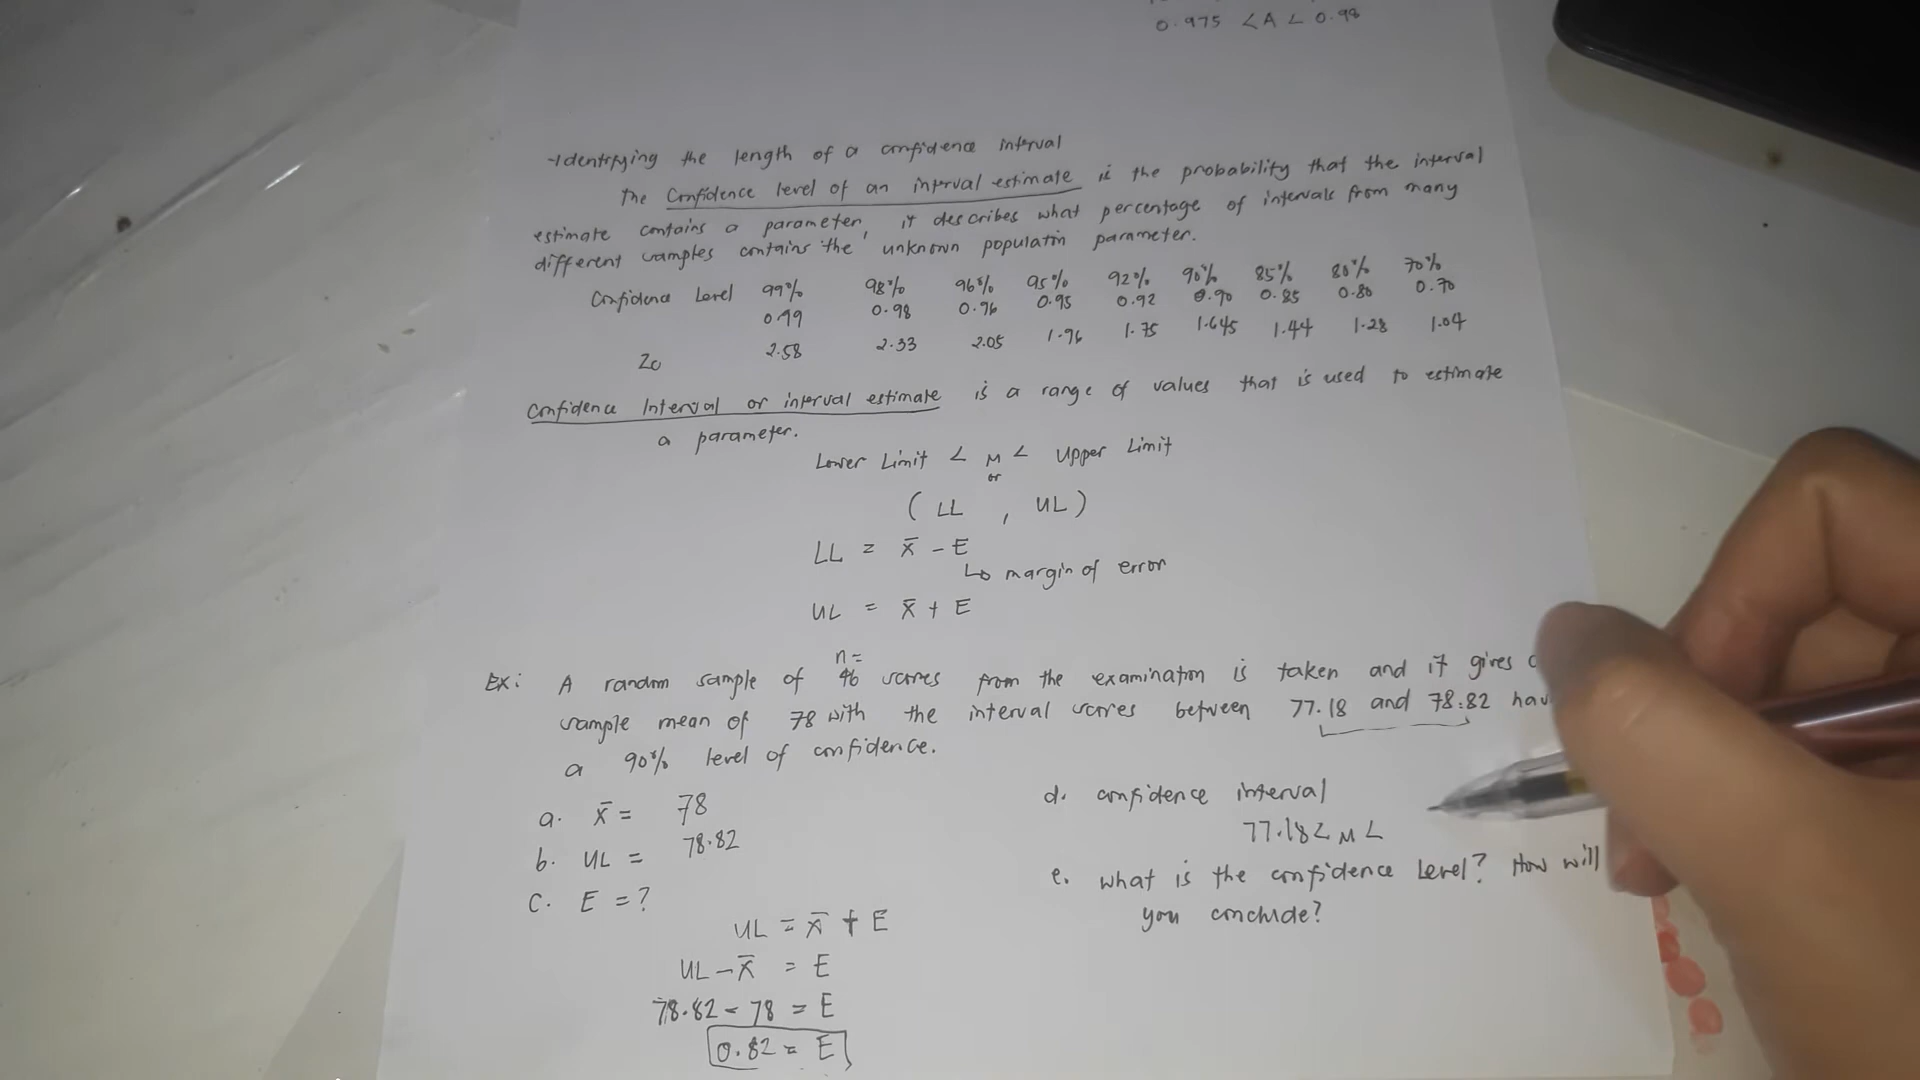 0.975 < A < 0.98
-Identifying the length of a confidence interval
The Confidence level of an interval estimate is the probability that the interval
estimate contains a parameter, it describes what percentage of intervals from many
different samples contains the unknown populatin parameter.
Confidence Level 99% 98% 96% 95% 92% 90% 85% 80% 70%
0.99 0.98 0.96 0.95 0.92 0.90 0.85 0.80 0.70
Zc 2.58 2.33 2.05 1.96 1.75 1.645 1.44 1.28 1.04
Confidence Interval or interval estimate is a range of values that is used to estimate
a parameter.
Lower Limit < M < Upper Limit
or
( LL , UL )
LL = x̄ - E
↳ margin of error
UL = x̄ + E
n=
Ex: A random sample of 46 scores from the examination is taken and it gives
sample mean of 78 with the interval scores between 77.18 and 78.82
a 90% level of confidence.
a. x̄ = 78
b. UL = 78.82
c. E = ?
UL = x̄ + E
UL - x̄ = E
78.82 - 78 = E
0.82 = E
d. confidence interval
77.18 < M <
e. what is the confidence level? How will
you conclude?